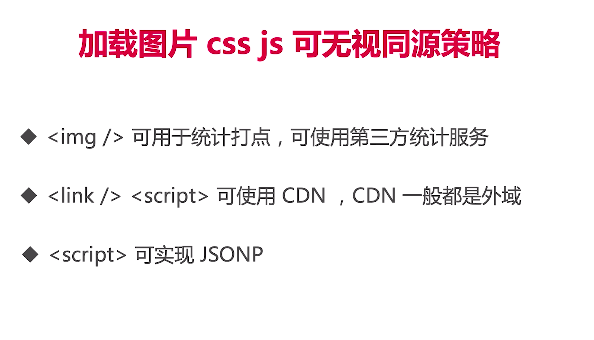 加载图片 css js 可无视同源策略
◆ <img /> 可用于统计打点，可使用第三方统计服务
◆ <link /> <script> 可使用 CDN ，CDN 一般都是外域
◆ <script> 可实现 JSONP